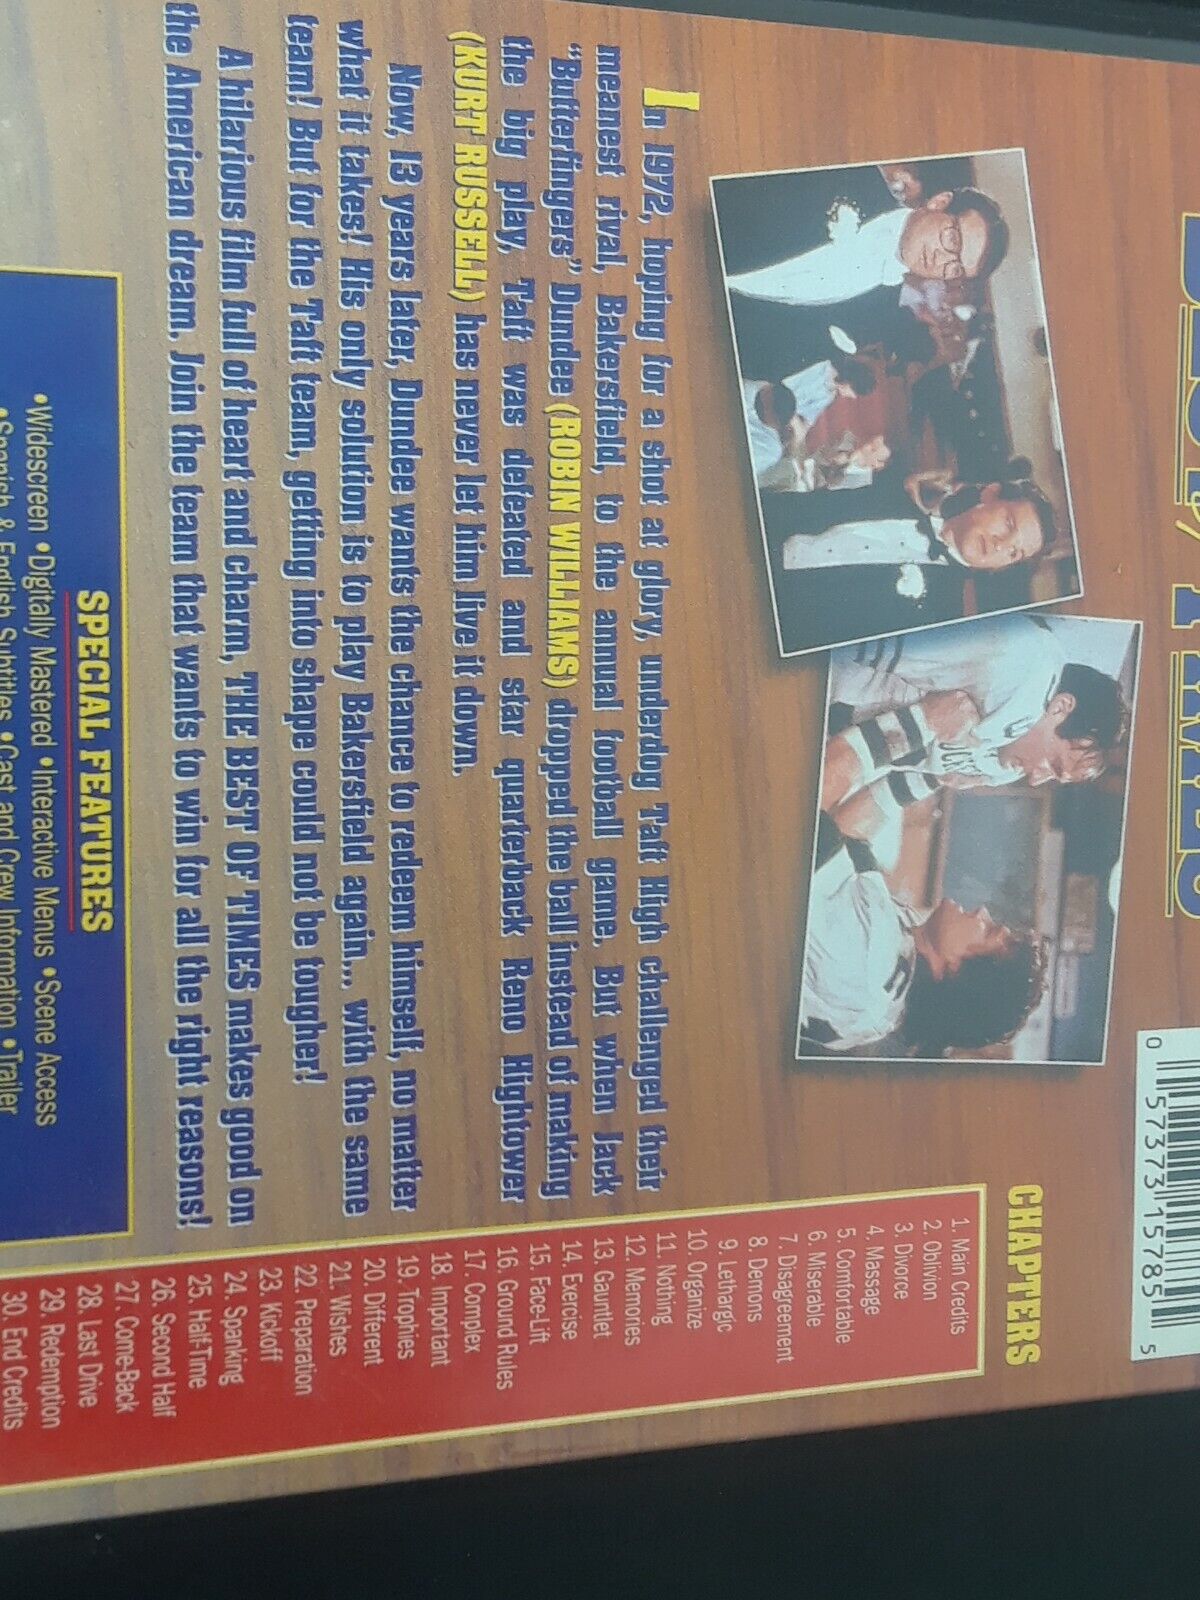 In 1972, hoping for a shot at glory, underdog Taft High challenged their
meanest rival, Bakersfield, to the annual football game. But when Jack
"Butterfingers" Dundee (ROBIN WILLIAMS) dropped the ball instead of making
the big play, Taft was defeated and star quarterback Reno Hightower
(KURT RUSSELL) has never let him live it down.
Now, 13 years later, Dundee wants the chance to redeem himself, no matter
what it takes! His only solution is to play Bakersfield again... with the same
team! But for the Taft team, getting into shape could not be tougher!
A hilarious film full of heart and charm, THE BEST OF TIMES makes good on
the American dream. Join the team that wants to win for all the right reasons!
SPECIAL FEATURES
•Widescreen •Digitally Mastered •Interactive Menus •Scene Access
•Spanish & English Subtitles •Cast and Crew Information •Trailer
0 57373 15785 5
CHAPTERS
1. Main Credits
2. Oblivion
3. Divorce
4. Massage
5. Comfortable
6. Miserable
7. Disagreement
8. Demons
9. Lethargic
10. Organize
11. Nothing
12. Memories
13. Gauntlet
14. Exercise
15. Face-Lift
16. Ground Rules
17. Complex
18. Important
19. Trophies
20. Different
21. Wishes
22. Preparation
23. Kickoff
24. Spanking
25. Half-Time
26. Second Half
27. Come-Back
28. Last Drive
29. Redemption
30. End Credits